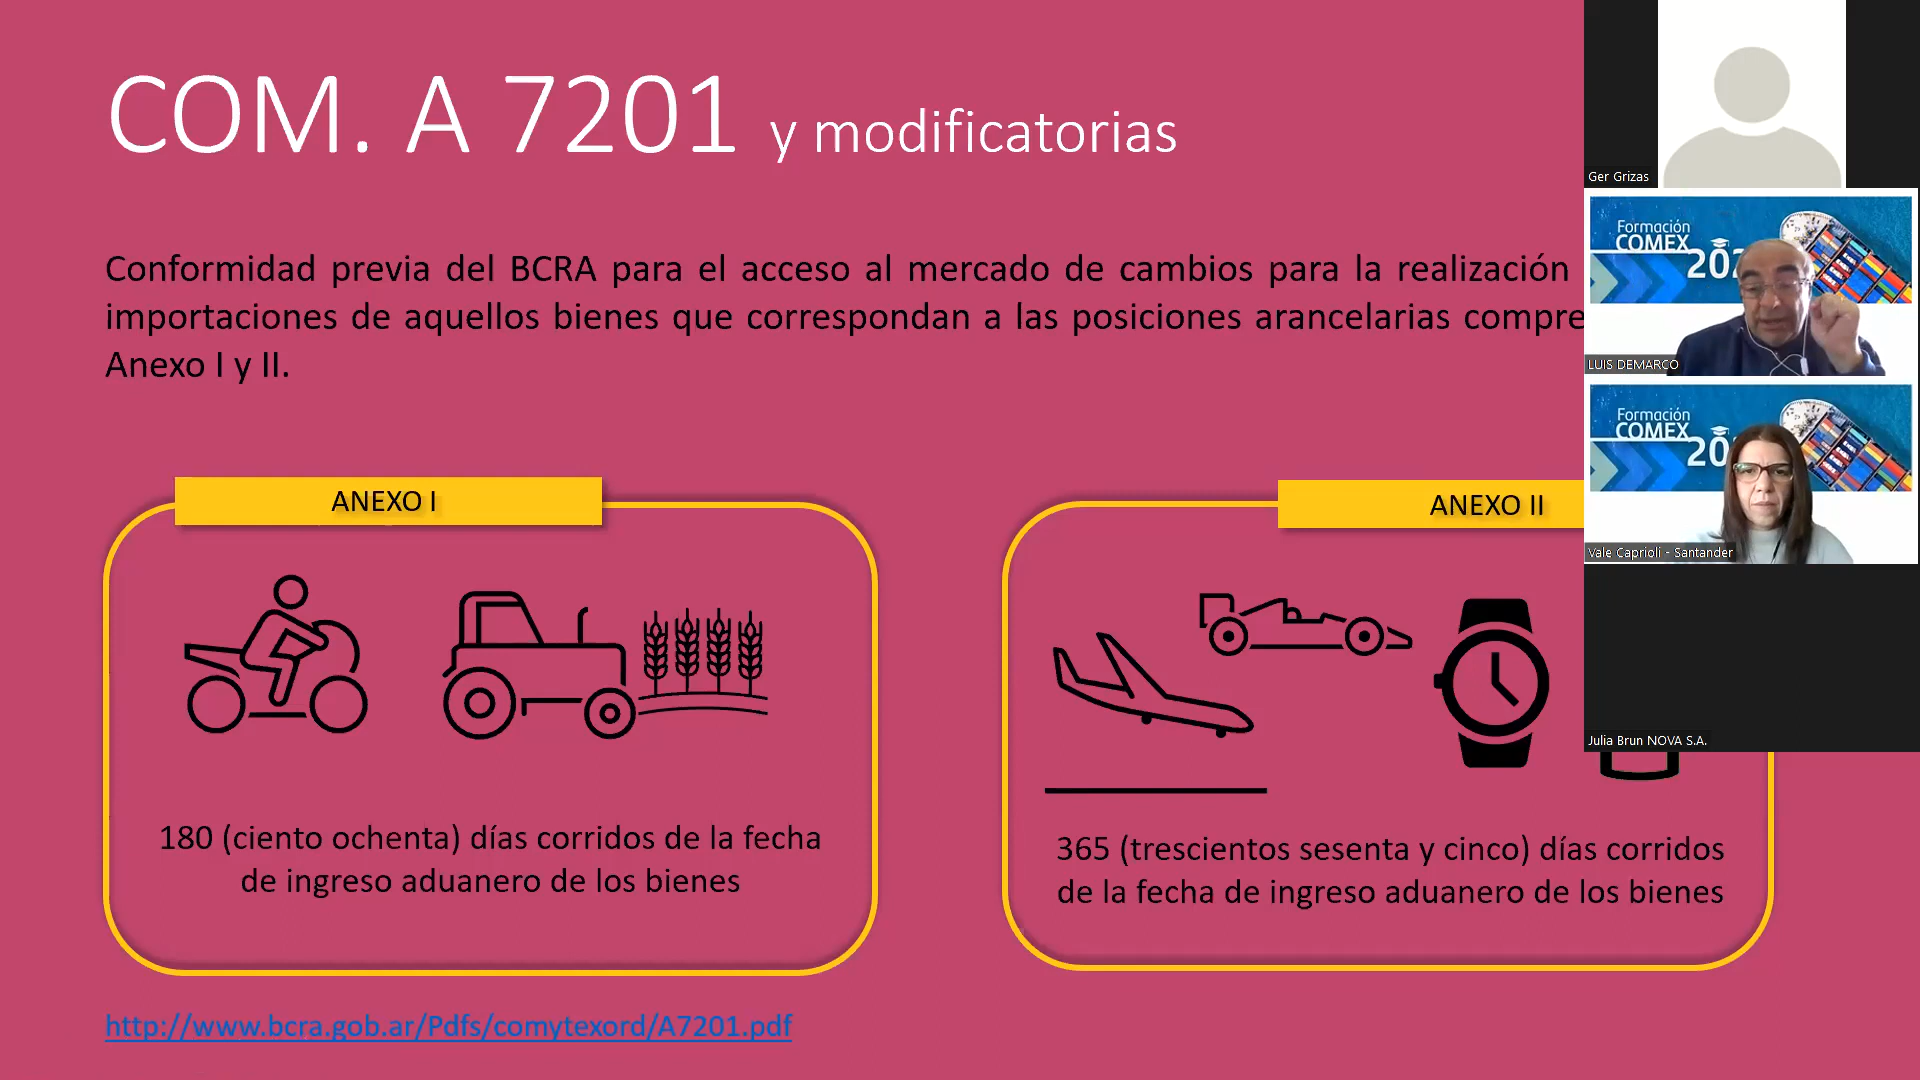 COM. A 7201 y modificatorias
Conformidad previa del BCRA para el acceso al mercado de cambios para la realización
importaciones de aquellos bienes que correspondan a las posiciones arancelarias compre
Anexo I y II.
ANEXO I
180 (ciento ochenta) días corridos de la fecha
de ingreso aduanero de los bienes
ANEXO II
365 (trescientos sesenta y cinco) días corridos
de la fecha de ingreso aduanero de los bienes
http://www.bcra.gob.ar/Pdfs/comytexord/A7201.pdf
Ger Grizas
Formación
COMEX
202
LUIS DEMARCO
Formación
COMEX
20
Vale Caprioli - Santander
Julia Brun NOVA S.A.